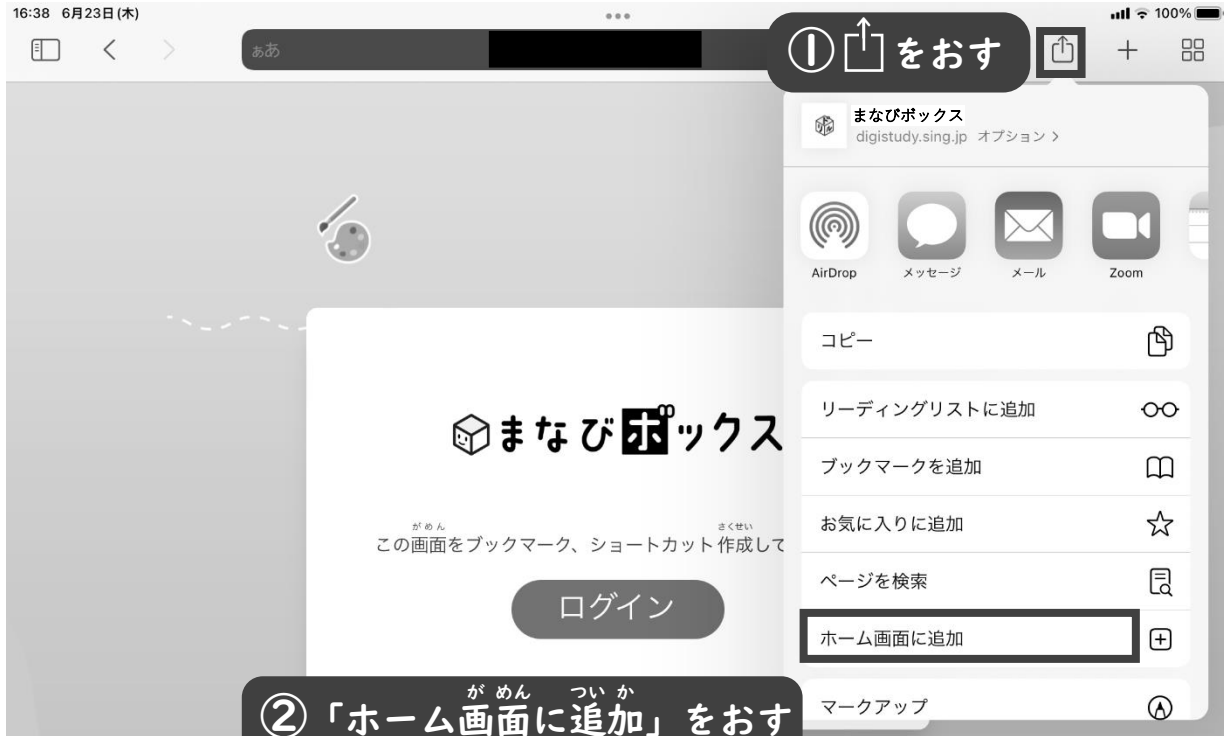 16:38 6月23日(木)
100%
ぁあ
①をおす
まなびボックス
digistudy.sing.jp オプション >
AirDrop メッセージ メール Zoom
コピー
リーディングリストに追加
ブックマークを追加
お気に入りに追加
ページを検索
ホーム画面に追加
マークアップ
まなびボックス
がめん さくせい
この画面をブックマーク、ショートカット作成して
ログイン
がめん ついか
②「ホーム画面に追加」をおす